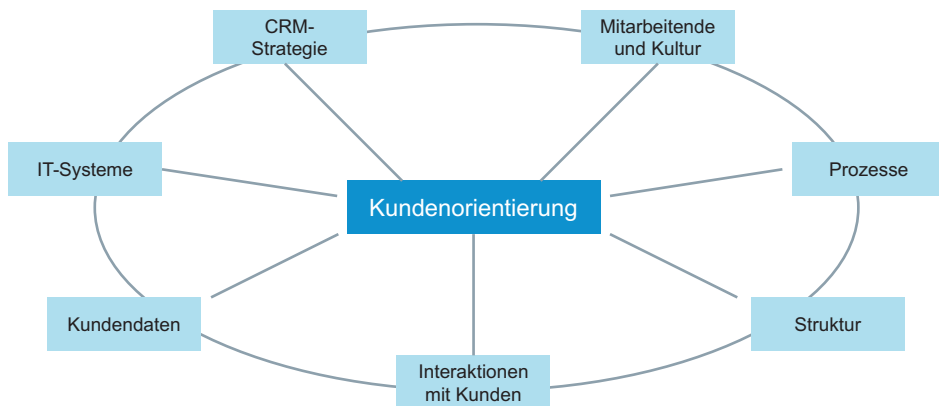 CRM-
Strategie
Mitarbeitende
und Kultur
IT-Systeme
Prozesse
Kundenorientierung
Kundendaten
Struktur
Interaktionen
mit Kunden